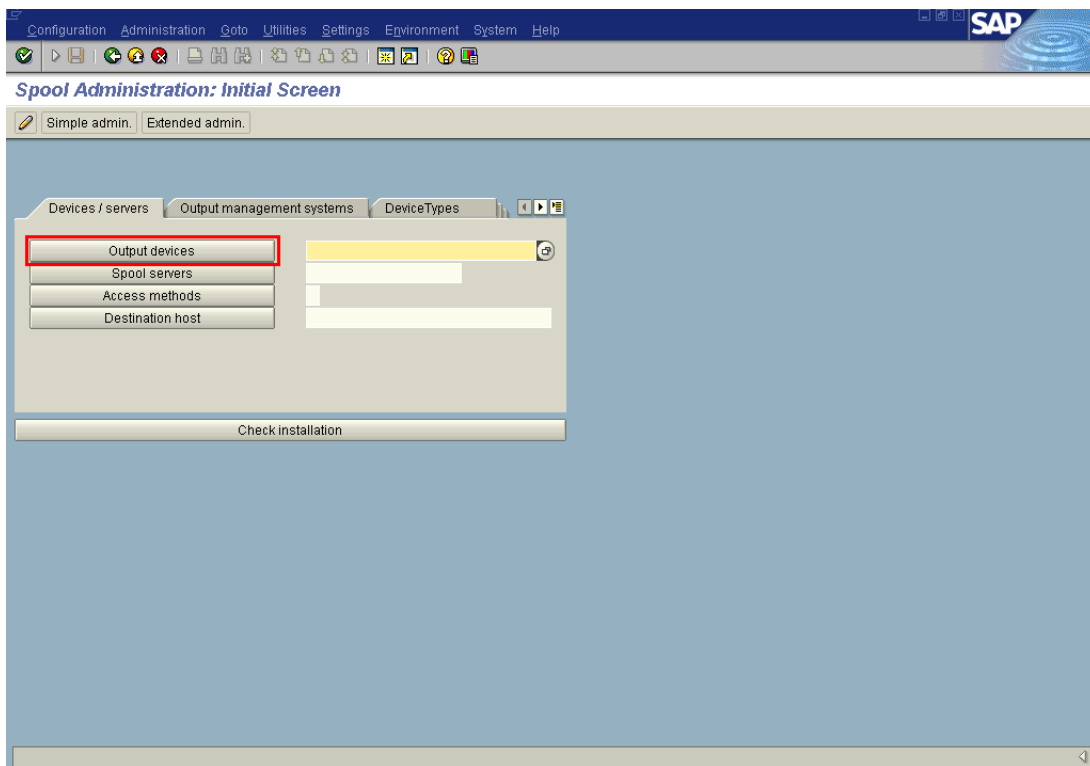 Configuration Administration Goto Utilities Settings Environment System Help
SAP
Spool Administration: Initial Screen
Simple admin. Extended admin.
Devices / servers Output management systems DeviceTypes
Output devices
Spool servers
Access methods
Destination host
Check installation